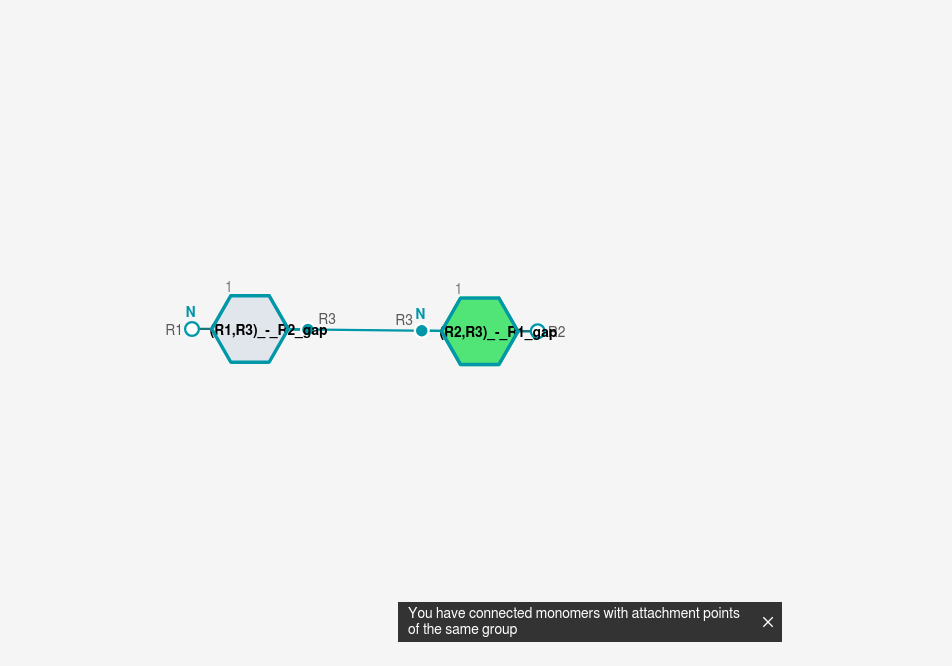 1
1
N
N
R1
R3
R3
R2
(R1,R3)_-_R2_gap
(R2,R3)_-_R1_gap
You have connected monomers with attachment points
of the same group